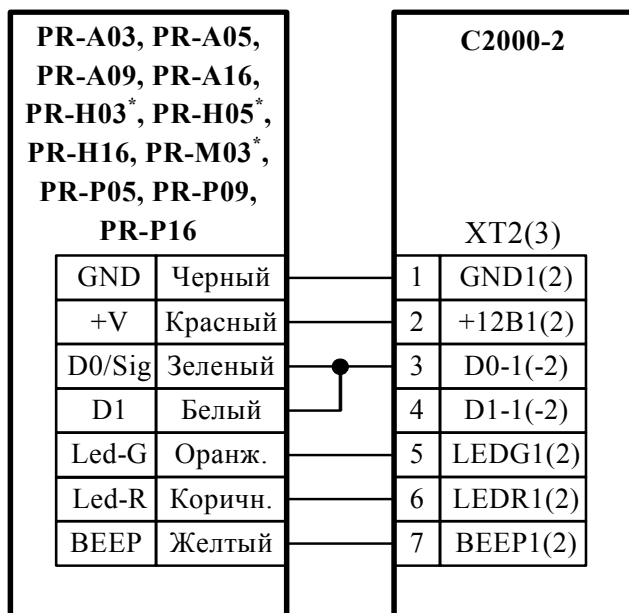 PR-A03, PR-A05,
PR-A09, PR-A16,
PR-H03*, PR-H05*,
PR-H16, PR-M03*,
PR-P05, PR-P09,
PR-P16
GND Черный
+V Красный
D0/Sig Зеленый
D1 Белый
Led-G Оранж.
Led-R Коричн.
BEEP Желтый
С2000-2
XT2(3)
1 GND1(2)
2 +12В1(2)
3 D0-1(-2)
4 D1-1(-2)
5 LEDG1(2)
6 LEDR1(2)
7 BEEP1(2)